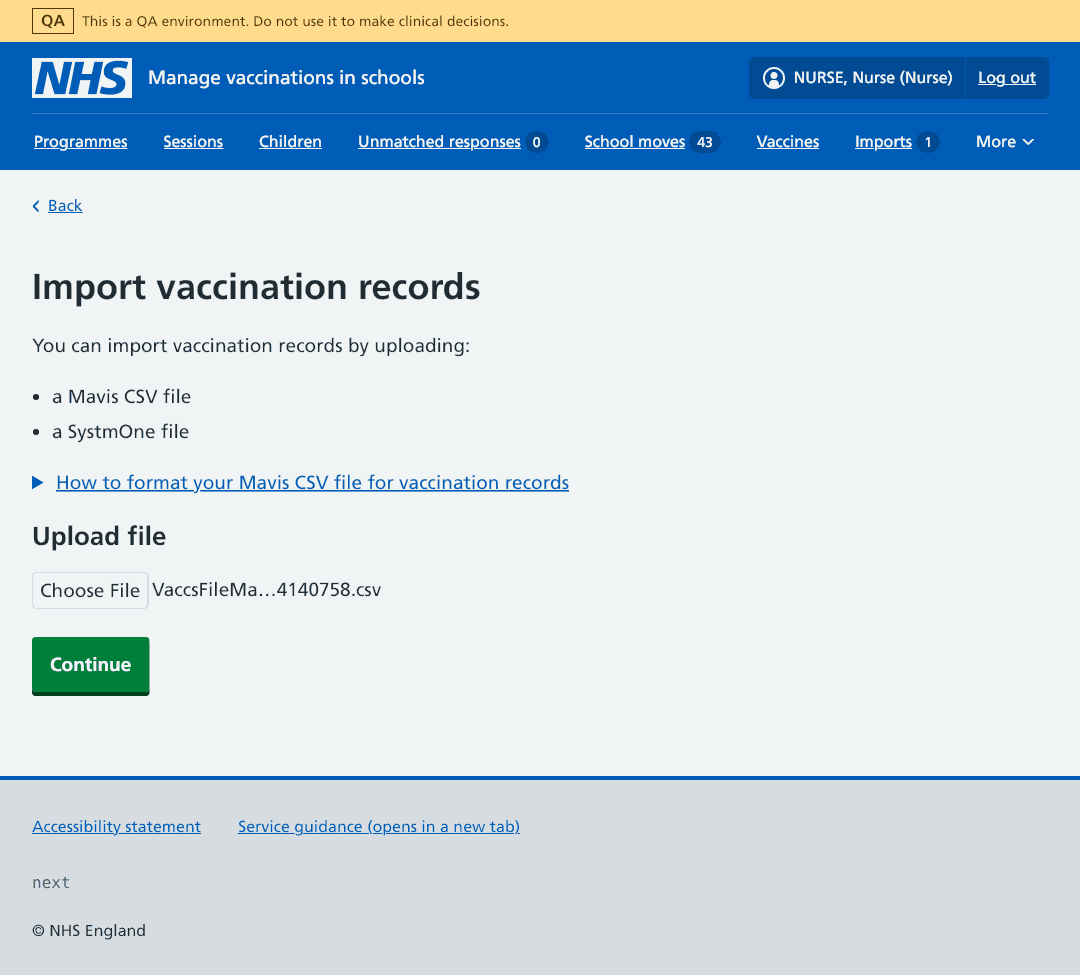 QA This is a QA environment. Do not use it to make clinical decisions.
NHS Manage vaccinations in schools NURSE, Nurse (Nurse) Log out
Programmes Sessions Children Unmatched responses 0 School moves 43 Vaccines Imports 1 More
Back
Import vaccination records
You can import vaccination records by uploading:
• a Mavis CSV file
• a SystmOne file
How to format your Mavis CSV file for vaccination records
Upload file
Choose File VaccsFileMa…4140758.csv
Continue
Accessibility statement Service guidance (opens in a new tab)
next
© NHS England